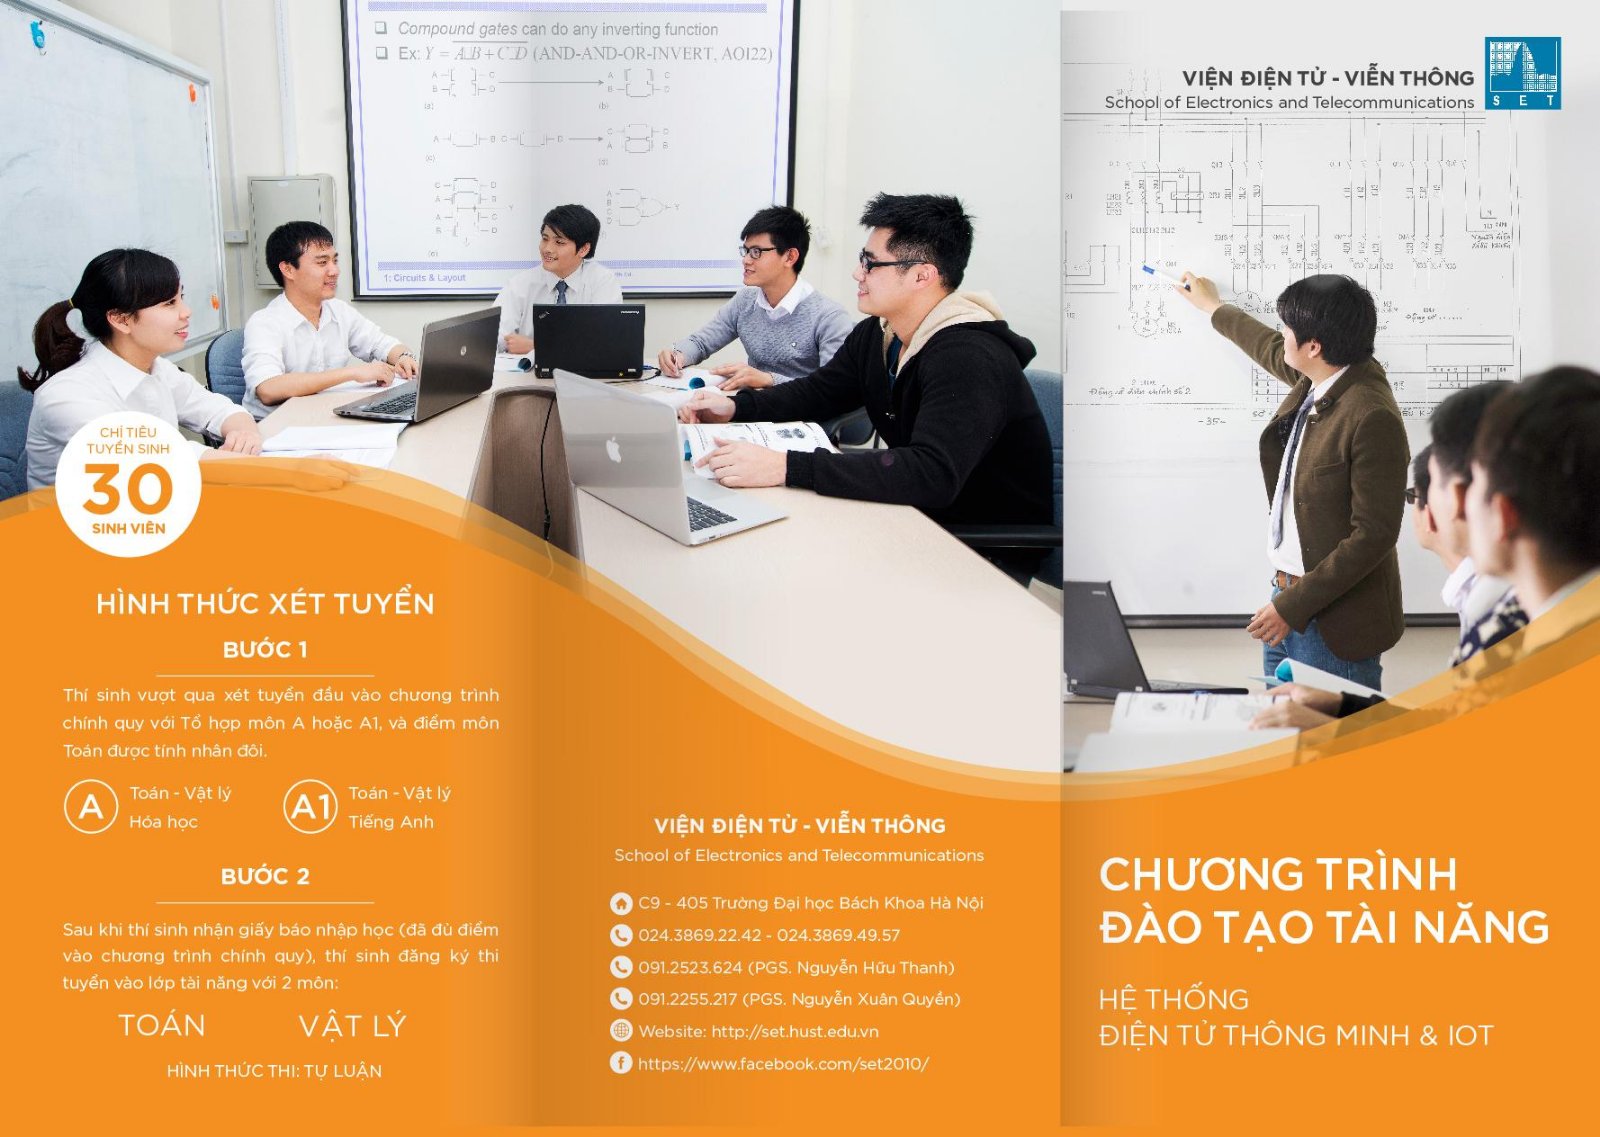 Compound gates can do any inverting function
Ex: Y = A.B + C.D (AND-AND-OR-INVERT, AOI22)
1: Circuits & Layout
VIỆN ĐIỆN TỬ - VIỄN THÔNG
School of Electronics and Telecommunications
S E T
- 35 -
CHỈ TIÊU
TUYỂN SINH
30
SINH VIÊN
HÌNH THỨC XÉT TUYỂN
BƯỚC 1
Thí sinh vượt qua xét tuyển đầu vào chương trình
chính quy với Tổ hợp môn A hoặc A1, và điểm môn
Toán được tính nhân đôi.
A Toán - Vật lý
Hóa học
A1 Toán - Vật lý
Tiếng Anh
BƯỚC 2
Sau khi thí sinh nhận giấy báo nhập học (đã đủ điểm
vào chương trình chính quy), thí sinh đăng ký thi
tuyển vào lớp tài năng với 2 môn:
TOÁN VẬT LÝ
HÌNH THỨC THI: TỰ LUẬN
VIỆN ĐIỆN TỬ - VIỄN THÔNG
School of Electronics and Telecommunications
C9 - 405 Trường Đại học Bách Khoa Hà Nội
024.3869.22.42 - 024.3869.49.57
091.2523.624 (PGS. Nguyễn Hữu Thanh)
091.2255.217 (PGS. Nguyễn Xuân Quyền)
Website: http://set.hust.edu.vn
https://www.facebook.com/set2010/
CHƯƠNG TRÌNH
ĐÀO TẠO TÀI NĂNG
HỆ THỐNG
ĐIỆN TỬ THÔNG MINH & IOT